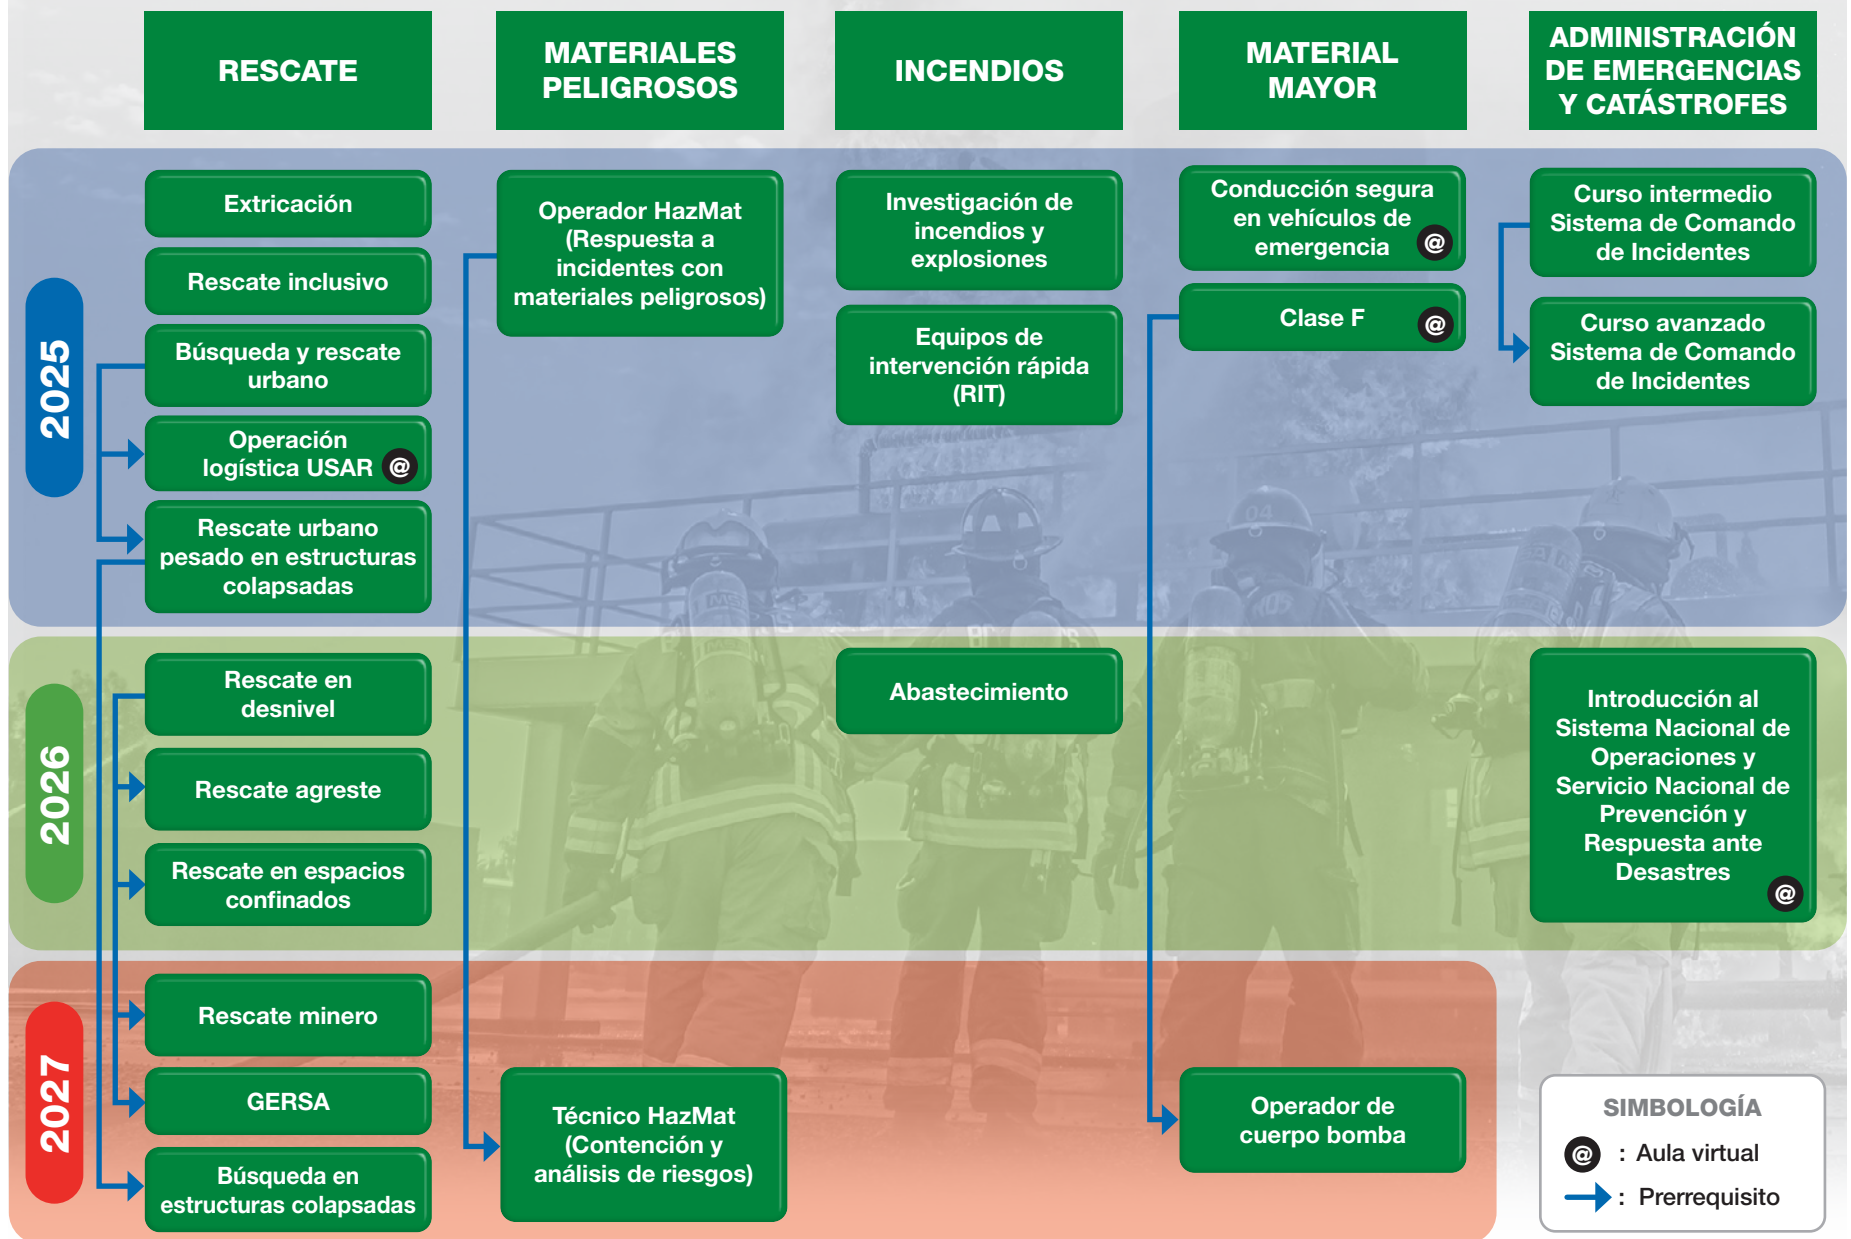 RESCATE
MATERIALES
PELIGROSOS
INCENDIOS
MATERIAL
MAYOR
ADMINISTRACIÓN
DE EMERGENCIAS
Y CATÁSTROFES
2025
Extricación
Rescate inclusivo
Búsqueda y rescate
urbano
Operación
logística USAR @
Rescate urbano
pesado en estructuras
colapsadas
Operador HazMat
(Respuesta a
incidentes con
materiales peligrosos)
Investigación de
incendios y
explosiones
Equipos de
intervención rápida
(RIT)
Conducción segura
en vehículos de
emergencia @
Clase F @
Curso intermedio
Sistema de Comando
de Incidentes
Curso avanzado
Sistema de Comando
de Incidentes
04
2026
Rescate en
desnivel
Rescate agreste
Rescate en espacios
confinados
Abastecimiento
Introducción al
Sistema Nacional de
Operaciones y
Servicio Nacional de
Prevención y
Respuesta ante
Desastres
@
2027
Rescate minero
GERSA
Búsqueda en
estructuras colapsadas
Técnico HazMat
(Contención y
análisis de riesgos)
Operador de
cuerpo bomba
SIMBOLOGÍA
@ : Aula virtual
: Prerrequisito